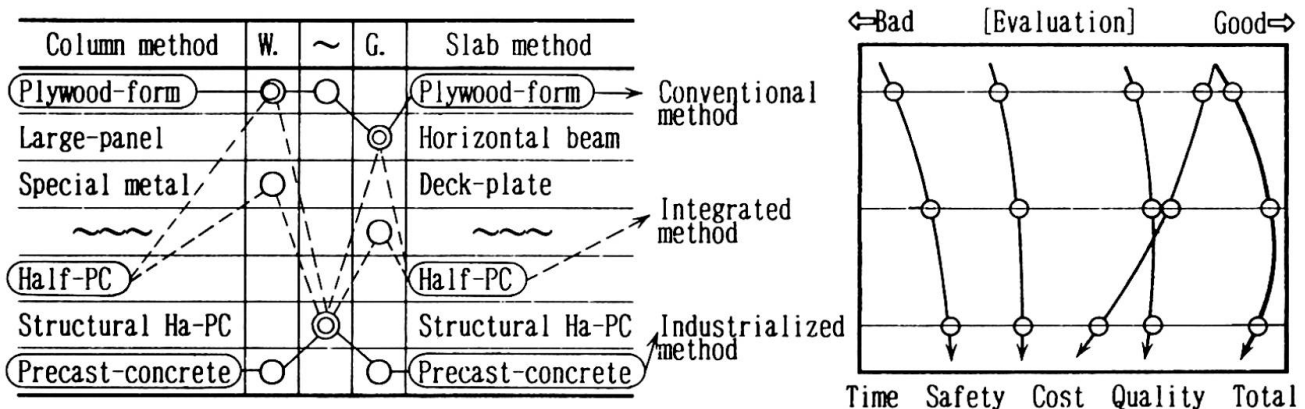 Column method W. ～ G. Slab method
Plywood-form Plywood-form
Large-panel Horizontal beam
Special metal Deck-plate
～～～ ～～～
Half-PC Half-PC
Structural Ha-PC Structural Ha-PC
Precast-concrete Precast-concrete
Conventional
method
Integrated
method
Industrialized
method
⇐Bad [Evaluation] Good⇒
Time Safety Cost Quality Total